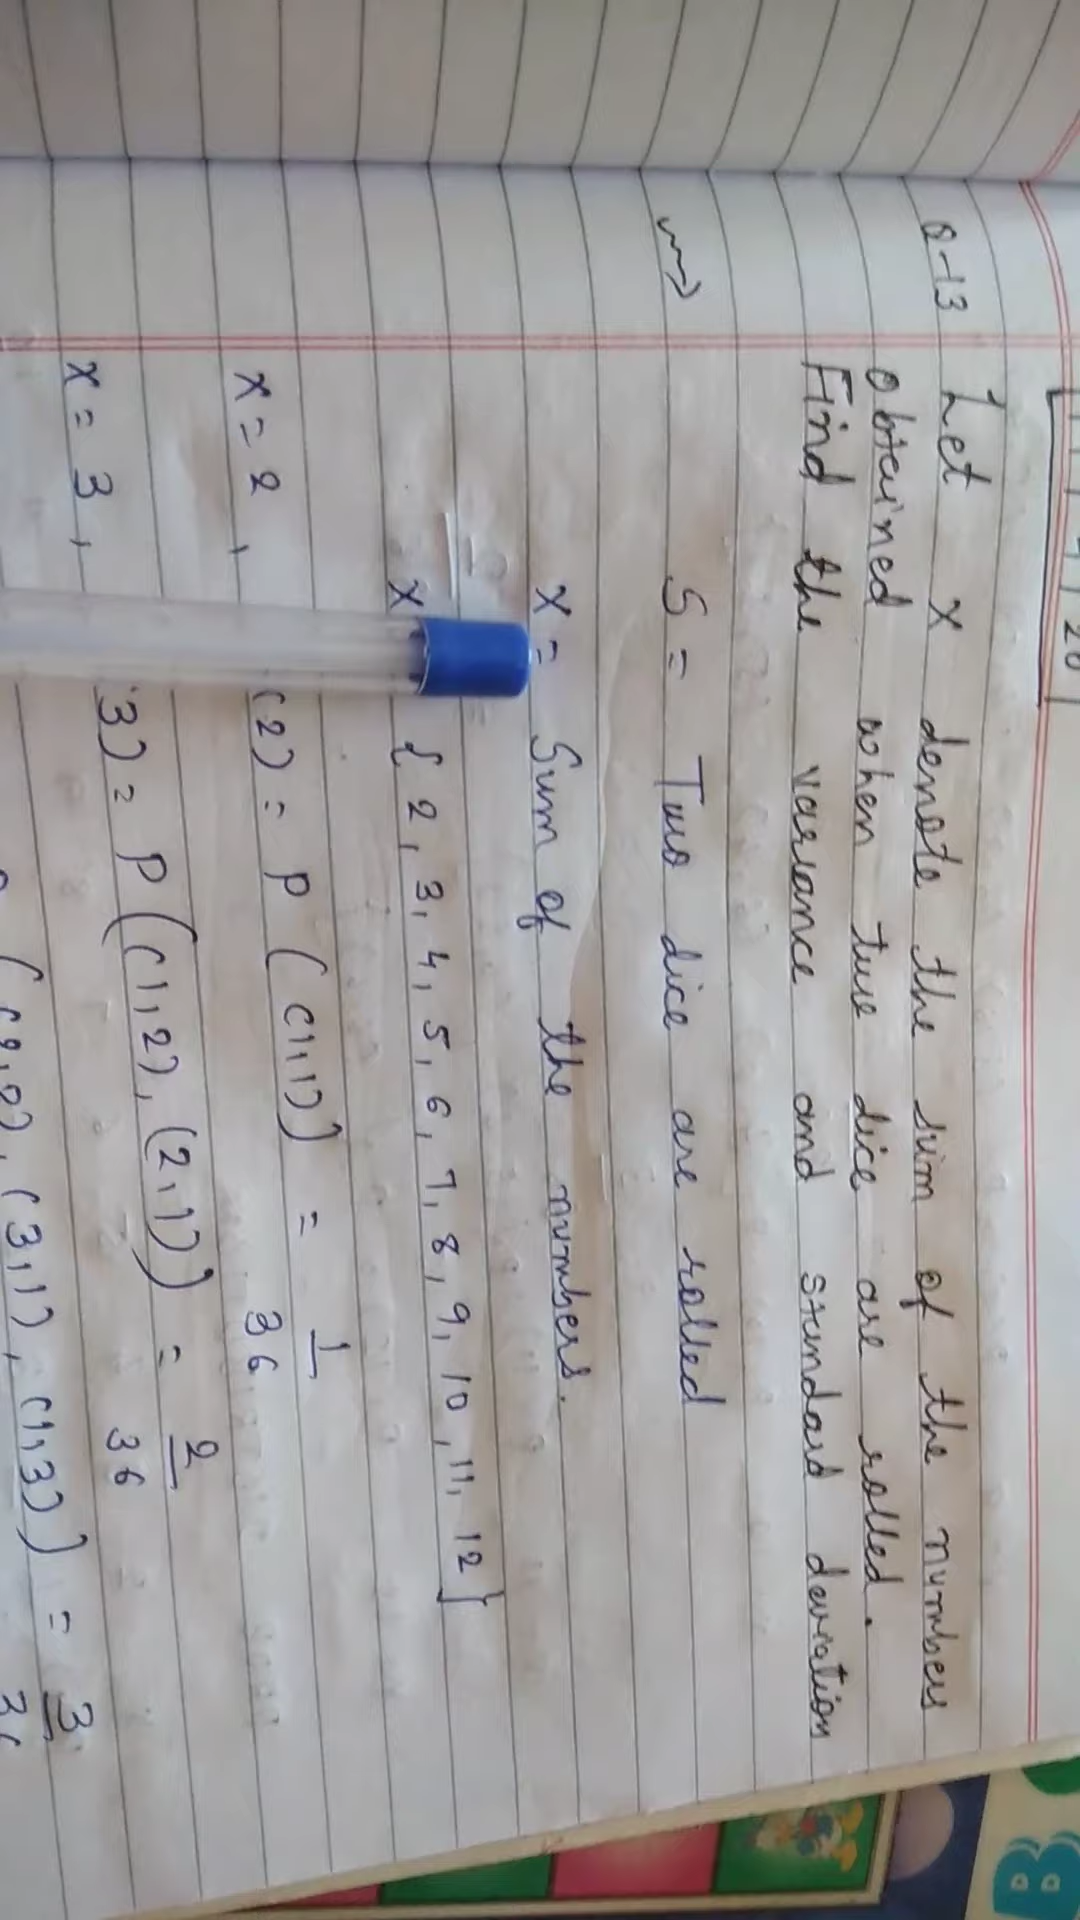 20
Q-13 Let X denote the sum of the numbers
obtained when two dice are rolled.
Find the variance and standard deviation
S = Two dice are rolled
X = Sum of the numbers.
X { 2, 3, 4, 5, 6, 7, 8, 9, 10, 11, 12 }
X = 2, (2) = P ( (1,1) ) = 1/36
X = 3, 3) = P ( (1,2), (2,1) ) = 2/36
(2,2), (3,1), (1,3) ) = 3/36
B